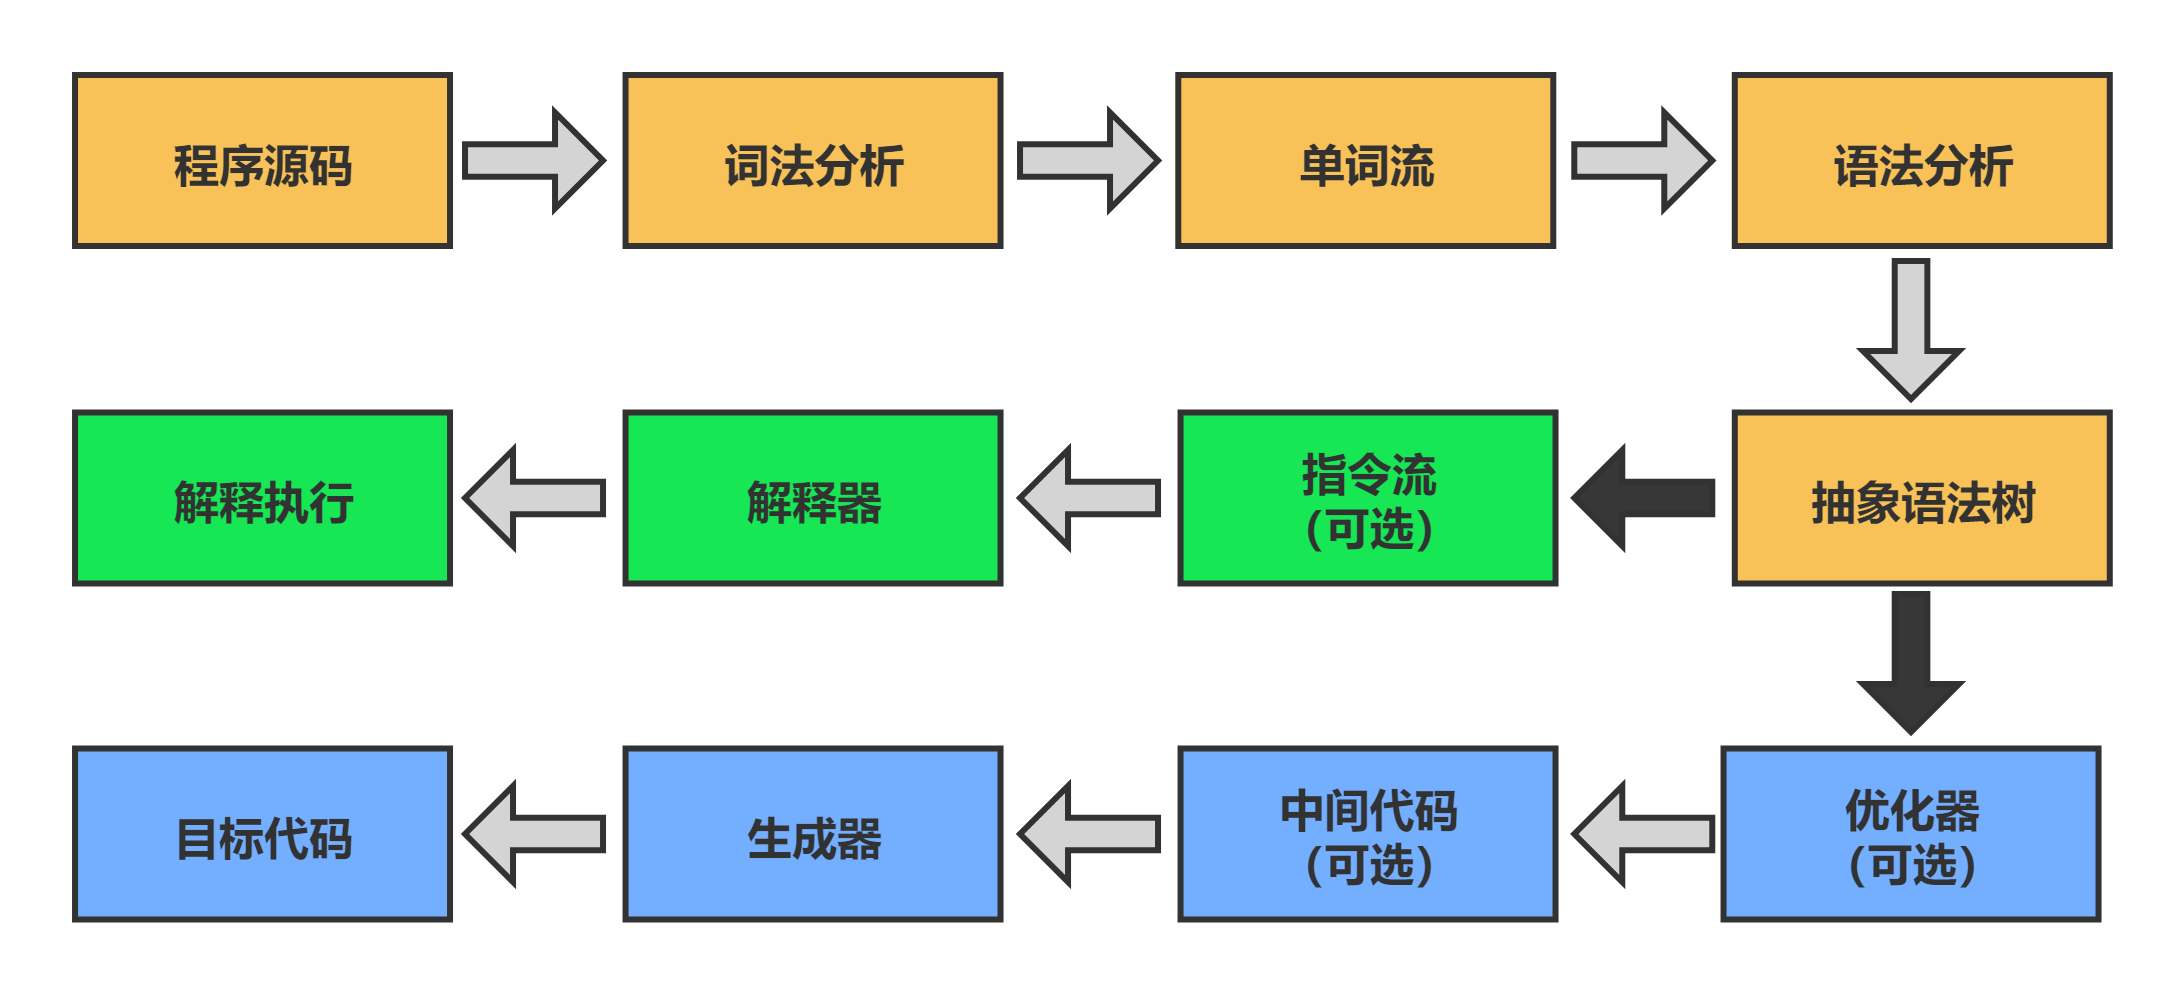 程序源码
词法分析
单词流
语法分析
解释执行
解释器
指令流
（可选）
抽象语法树
目标代码
生成器
中间代码
（可选）
优化器
（可选）